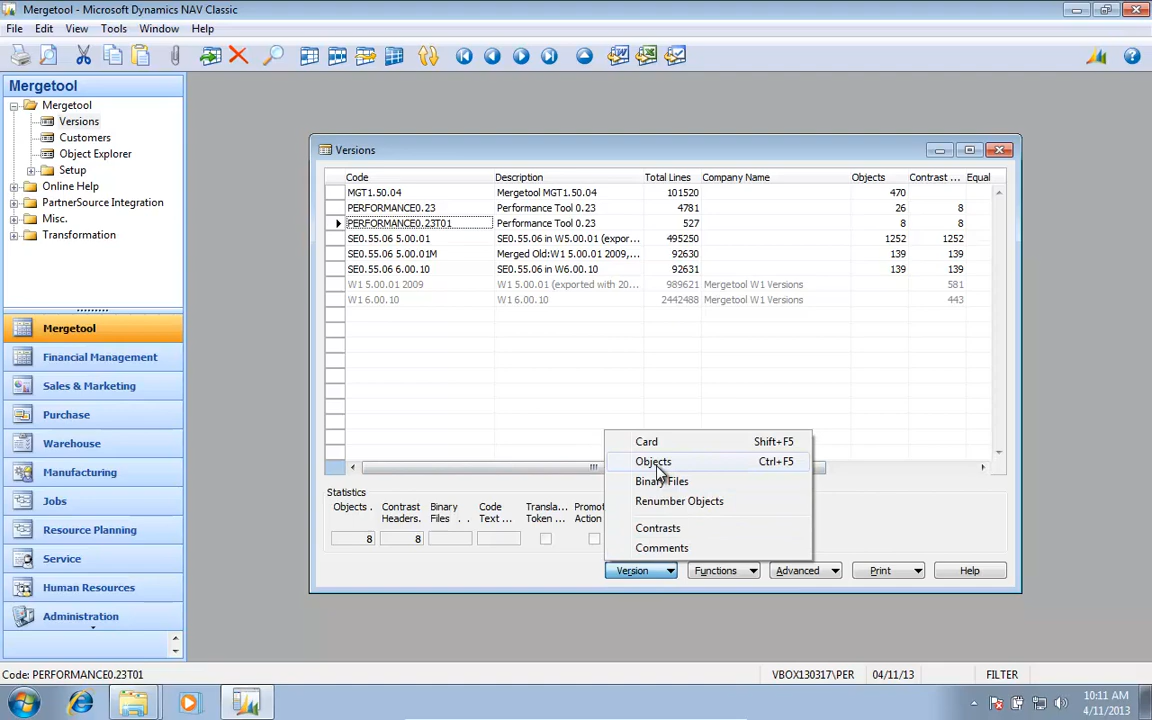 Mergetool - Microsoft Dynamics NAV Classic
File Edit View Tools Window Help
Mergetool
Mergetool
Versions
Customers
Object Explorer
Setup
Online Help
PartnerSource Integration
Misc.
Transformation
Mergetool
Financial Management
Sales & Marketing
Purchase
Warehouse
Manufacturing
Jobs
Resource Planning
Service
Human Resources
Administration
Versions
Code Description Total Lines Company Name Objects Contrast ... Equal
MGT1.50.04 Mergetool MGT1.50.04 101520 470
PERFORMANCE0.23 Performance Tool 0.23 4781 26 8
PERFORMANCE0.23T01 Performance Tool 0.23 527 8 8
SE0.55.06 5.00.01 SE0.55.06 in W5.00.01 (expor... 495250 1252 1252
SE0.55.06 5.00.01M Merged Old:W1 5.00.01 2009,... 92630 139 139
SE0.55.06 6.00.10 SE0.55.06 in W6.00.10 92631 139 139
W1 5.00.01 2009 W1 5.00.01 (exported with 20... 989621 Mergetool W1 Versions 581
W1 6.00.10 W1 6.00.10 2442488 Mergetool W1 Versions 443
Card Shift+F5
Objects Ctrl+F5
Binary Files
Renumber Objects
Contrasts
Comments
Statistics
Objects . Contrast Headers. Binary Files . . Code Text ... Transla... Token ... Promot Action
8 8
Version Functions Advanced Print Help
Code: PERFORMANCE0.23T01 VBOX130317\PER 04/11/13 FILTER
10:11 AM
4/11/2013